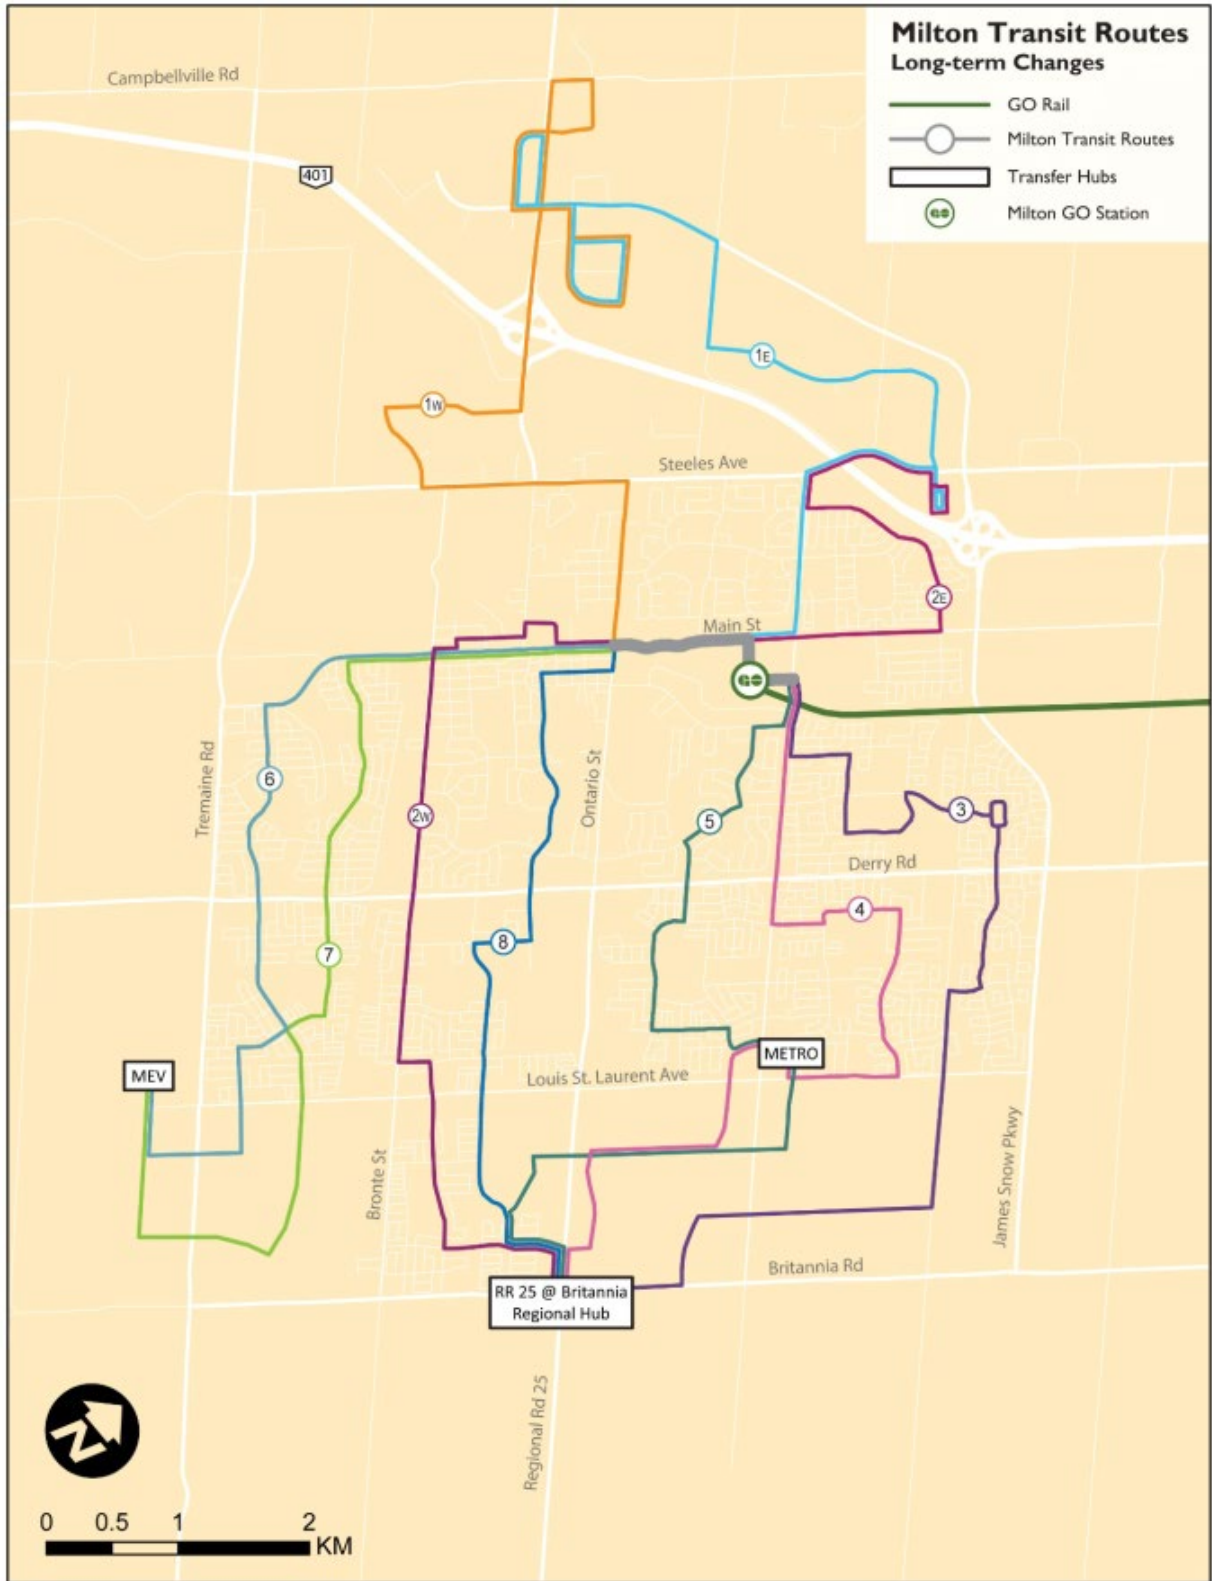 Milton Transit Routes
Long-term Changes
GO Rail
Milton Transit Routes
Transfer Hubs
GO
Milton GO Station
Campbellville Rd
401
1E
1W
Steeles Ave
1
2E
Main St
GO
Tremaine Rd
6
Ontario St
2W
5
3
Derry Rd
4
8
7
METRO
MEV
Louis St. Laurent Ave
Bronte St
James Snow Pkwy
Britannia Rd
RR 25 @ Britannia
Regional Hub
Regional Rd 25
N
0 0.5 1 2
KM